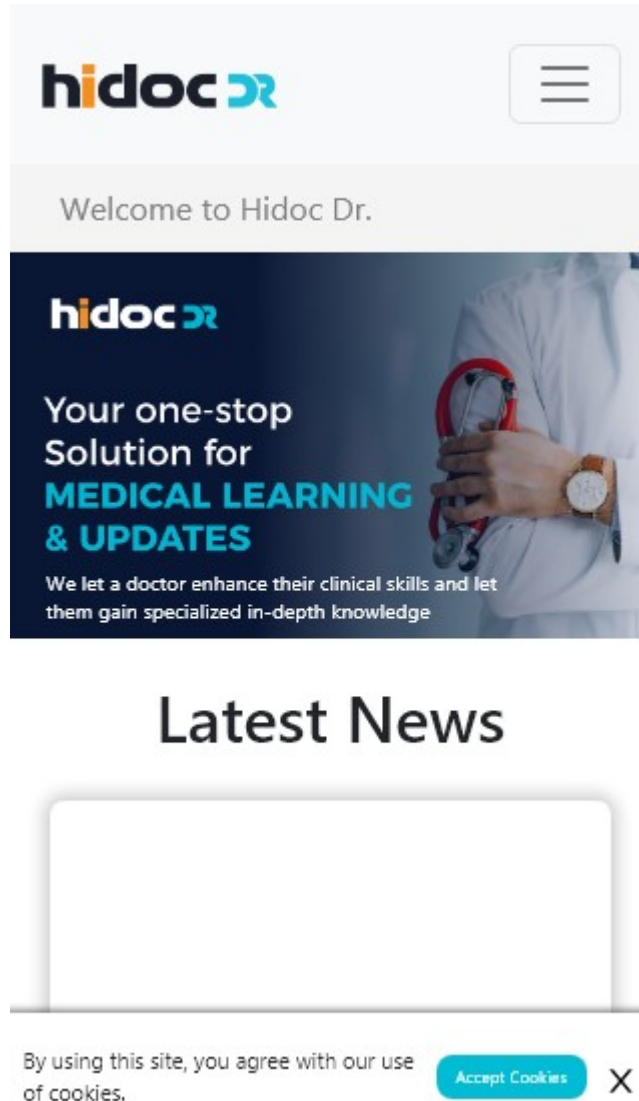 hidoc DR
Welcome to Hidoc Dr.
hidoc DR
Your one-stop
Solution for
MEDICAL LEARNING
& UPDATES
We let a doctor enhance their clinical skills and let
them gain specialized in-depth knowledge
Latest News
By using this site, you agree with our use
of cookies.
Accept Cookies
X